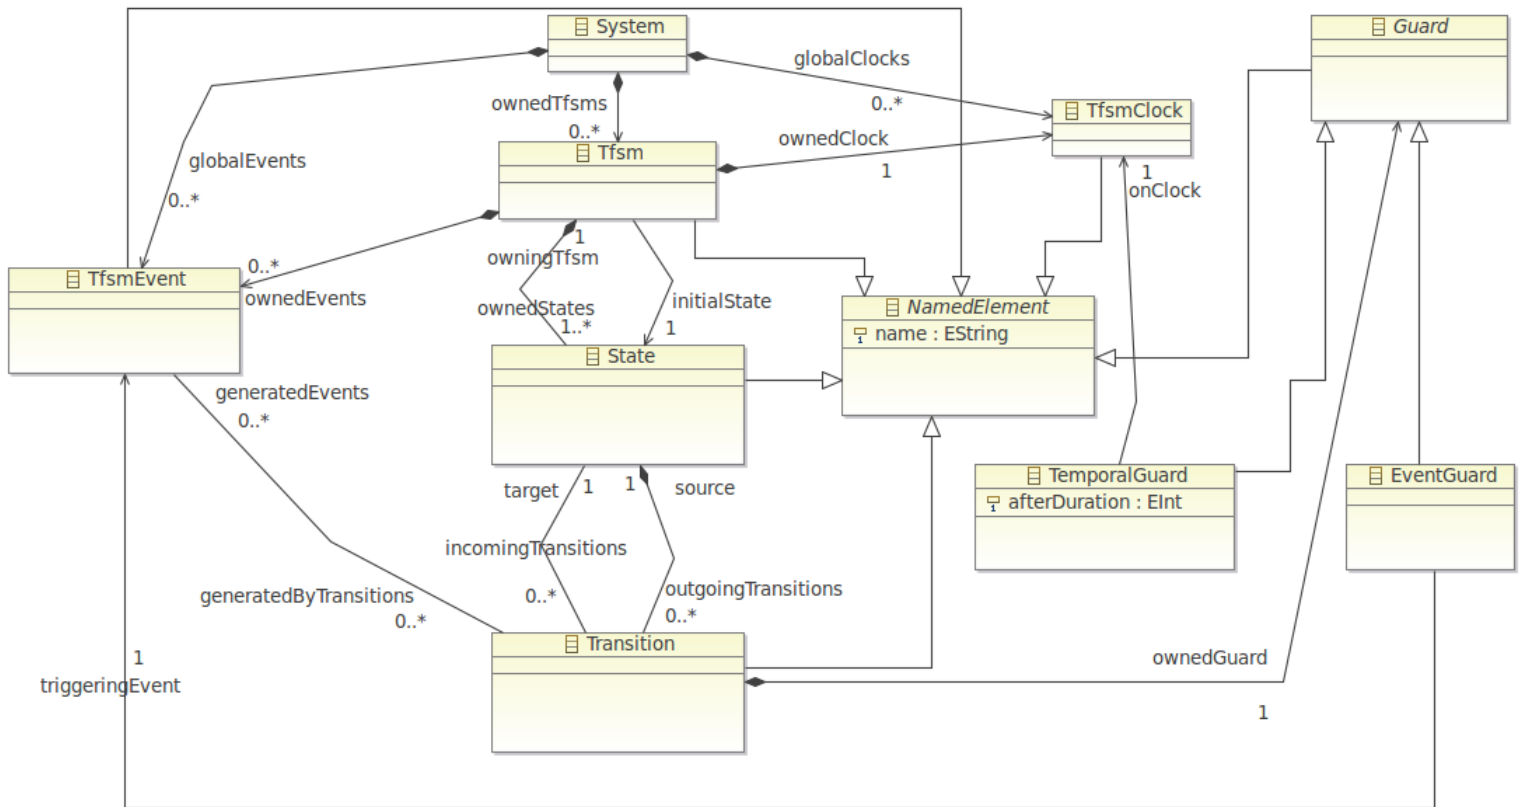 System
Guard
globalClocks
ownedTfsms
0..*
0..*
TfsmClock
ownedClock
Tfsm
globalEvents
1
1
onClock
0..*
1
owningTfsm
0..*
TfsmEvent
ownedEvents
ownedStates
initialState
NamedElement
1..*
1
name : EString
State
generatedEvents
0..*
TemporalGuard
EventGuard
target
1
1
source
afterDuration : EInt
incomingTransitions
generatedByTransitions
0..*
outgoingTransitions
0..*
0..*
Transition
1
ownedGuard
triggeringEvent
1